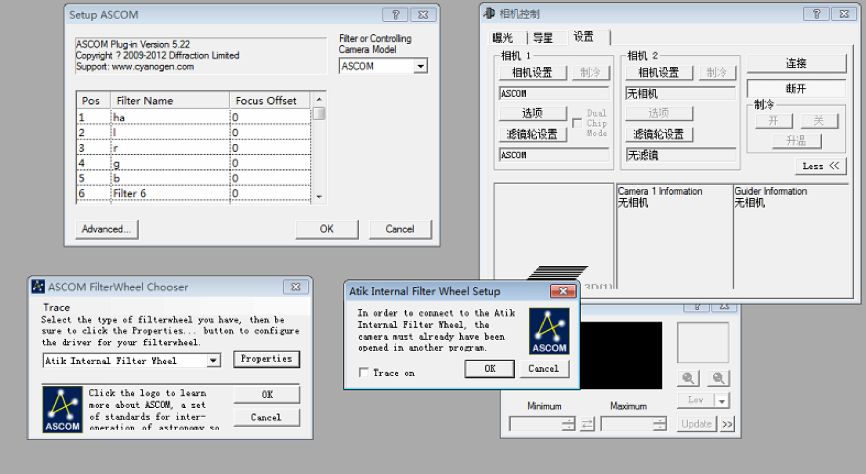 Setup ASCOM
ASCOM Plug-in Version 5.22
Copyright ? 2009-2012 Diffraction Limited
Support: www.cyanogen.com
Filter or Controlling
Camera Model
ASCOM
Pos Filter Name Focus Offset
1 ha 0
2 l 0
3 r 0
4 g 0
5 b 0
6 Filter 6 0
Advanced...
OK
Cancel
相机控制
曝光 导星 设置
相机 1
相机设置 制冷
ASCOM
选项
Dual
Chip
Mode
滤镜轮设置
ASCOM
相机 2
相机设置 制冷
无相机
选项
滤镜轮设置
无滤镜
连接
断开
制冷
开 关
升温
Less <<
Camera 1 Information
无相机
Guider Information
无相机
ASCOM FilterWheel Chooser
Trace
Select the type of filterwheel you have, then be
sure to click the Properties... button to configure
the driver for your filterwheel.
Atik Internal Filter Wheel
Properties
Click the logo to learn
more about ASCOM, a set
of standards for inter-
operation of astronomy so
ASCOM
OK
Cancel
Atik Internal Filter Wheel Setup
In order to connect to the Atik
Internal Filter Wheel, the
camera must already have been
opened in another program.
ASCOM
Trace on
OK
Cancel
Minimum Maximum
Low
Update >>